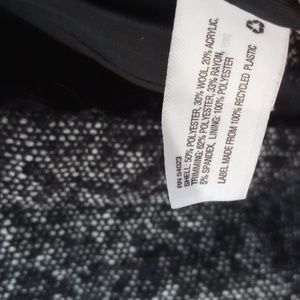 RN 54023
SHELL: 50% POLYESTER, 30% WOOL, 20% ACRYLIC,
TRIMMING: 62% POLYESTER, 33% RAYON,
5% SPANDEX, LINING: 100% POLYESTER
LABEL MADE FROM 100% RECYCLED PLASTIC